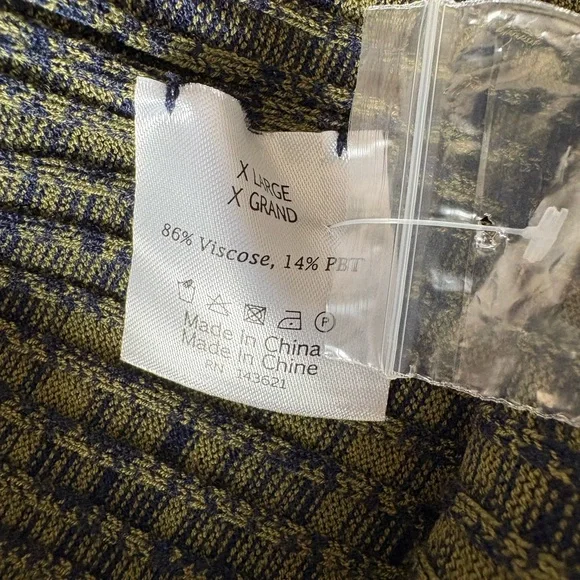 X LARGE
X GRAND
86% Viscose, 14% PBT
P
Made in China
Made in Chine
RN 143621